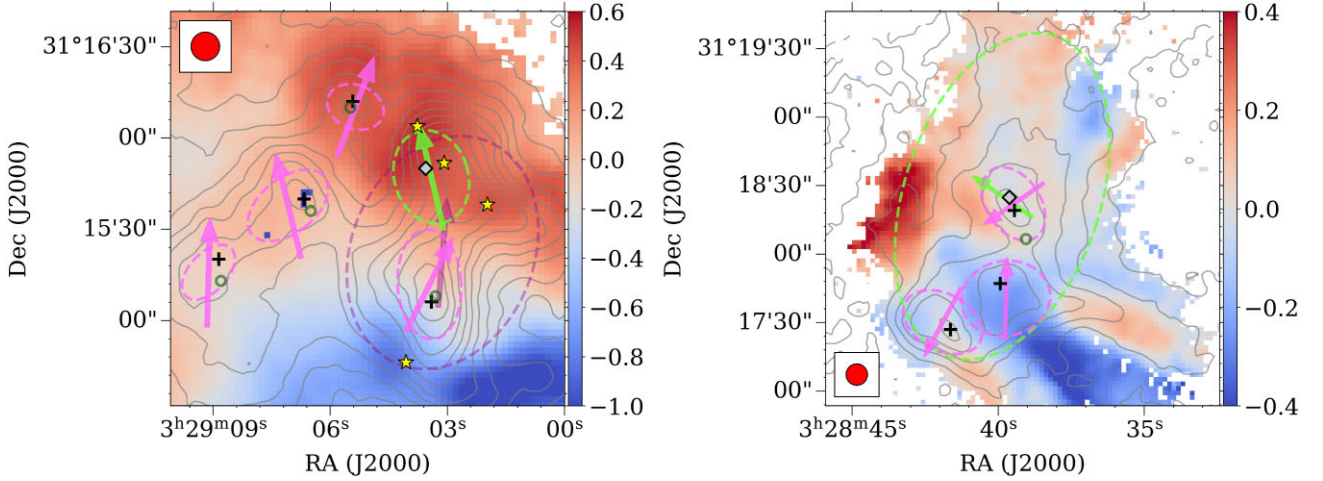 31°16'30"
00"
15'30"
00"
Dec (J2000)
3ʰ29ᵐ09ˢ
06ˢ
03ˢ
00ˢ
RA (J2000)
0.6
0.4
0.2
0.0
−0.2
−0.4
−0.6
−0.8
−1.0
31°19'30"
00"
18'30"
00"
17'30"
00"
Dec (J2000)
3ʰ28ᵐ45ˢ
40ˢ
35ˢ
RA (J2000)
0.4
0.2
0.0
−0.2
−0.4